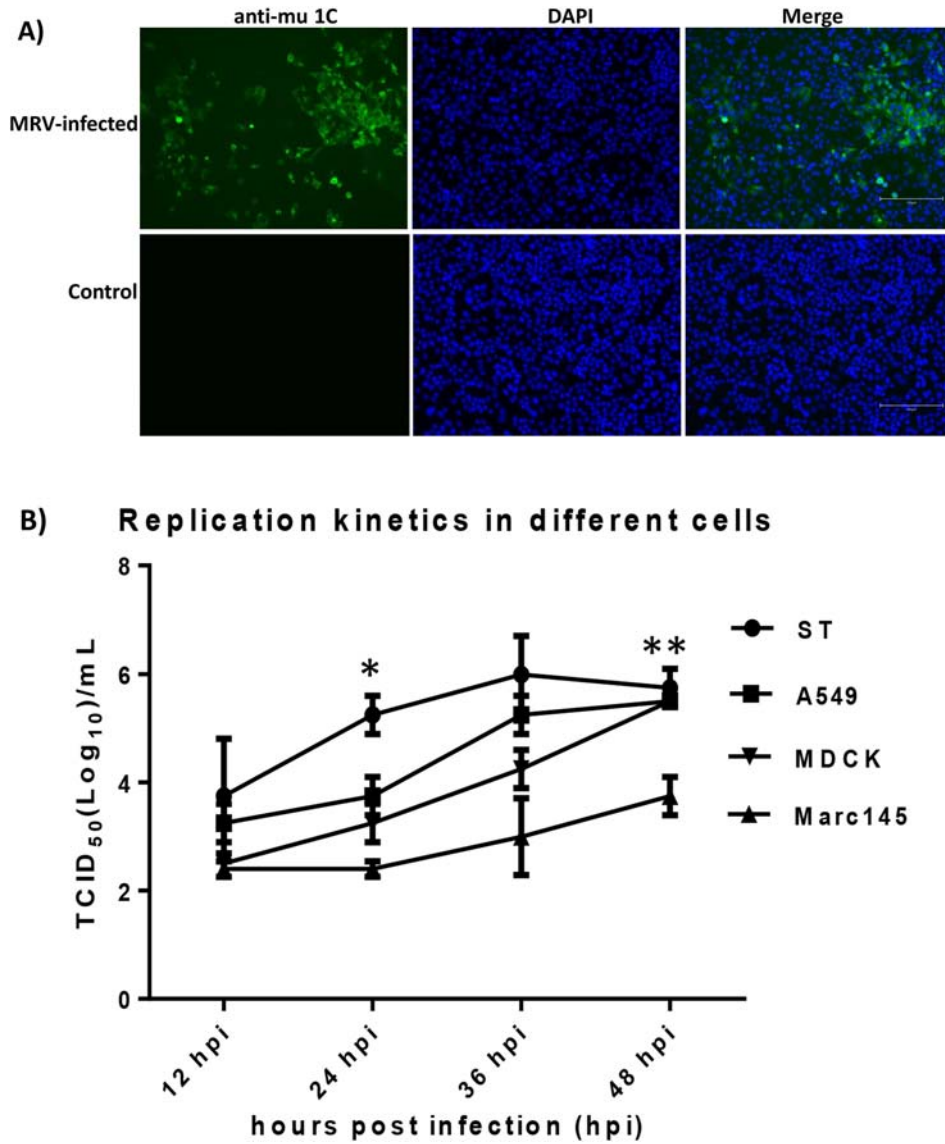 A)
anti-mu 1C DAPI Merge
MRV-infected
Control
B) Replication kinetics in different cells
TCID50(Log10)/mL
8
6
4
2
0
* **
ST
A549
MDCK
Marc145
12 hpi 24 hpi 36 hpi 48 hpi
hours post infection (hpi)